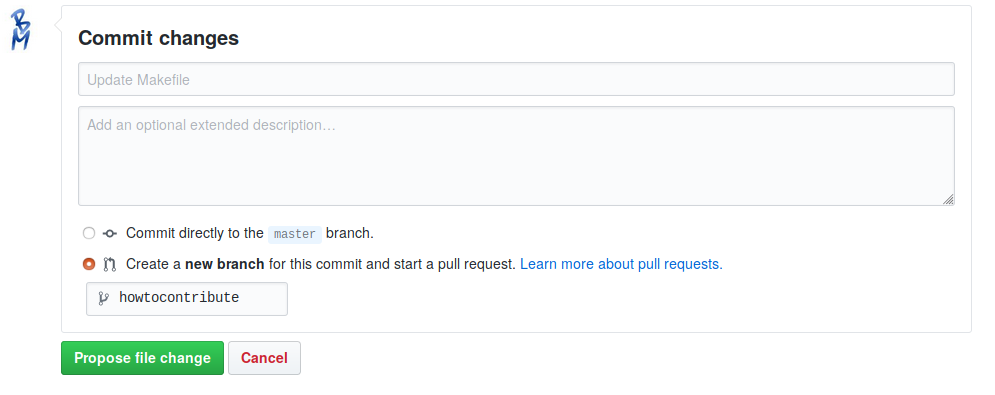 BM
Commit changes
Update Makefile
Add an optional extended description…
Commit directly to the master branch.
Create a new branch for this commit and start a pull request. Learn more about pull requests.
howtocontribute
Propose file change Cancel